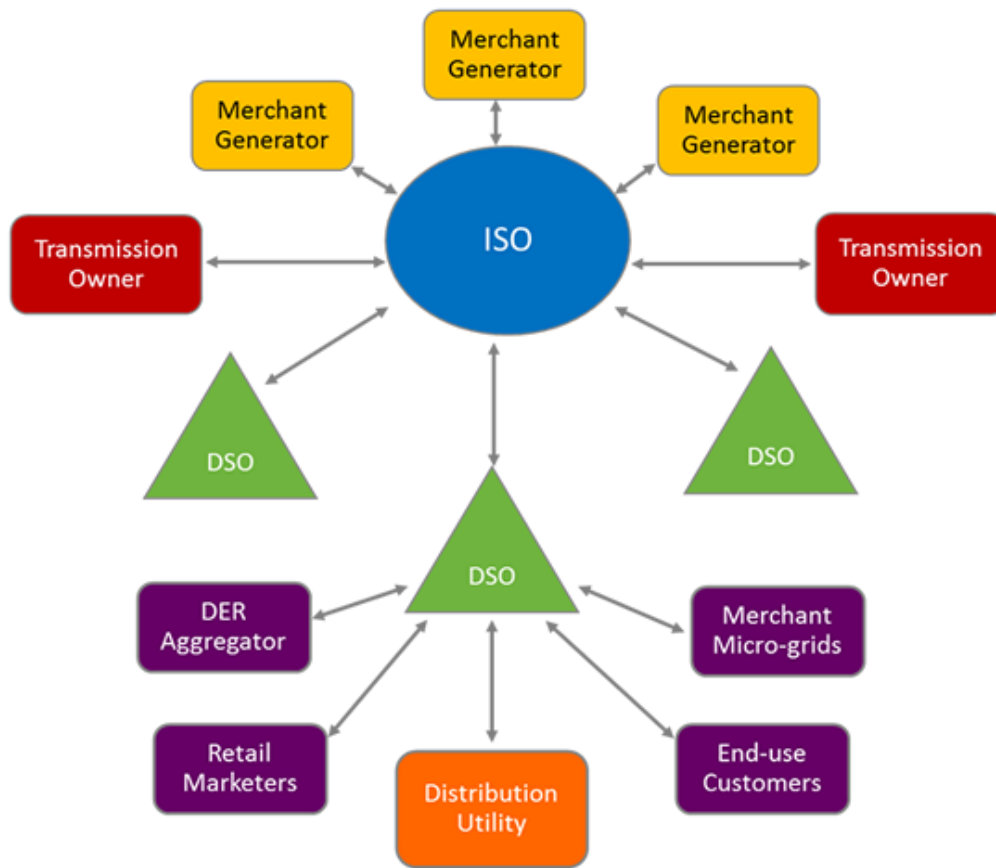 Merchant
Generator
Merchant
Generator
Merchant
Generator
ISO
Transmission
Owner
Transmission
Owner
DSO
DSO
DSO
DER
Aggregator
Merchant
Micro-grids
Retail
Marketers
Distribution
Utility
End-use
Customers